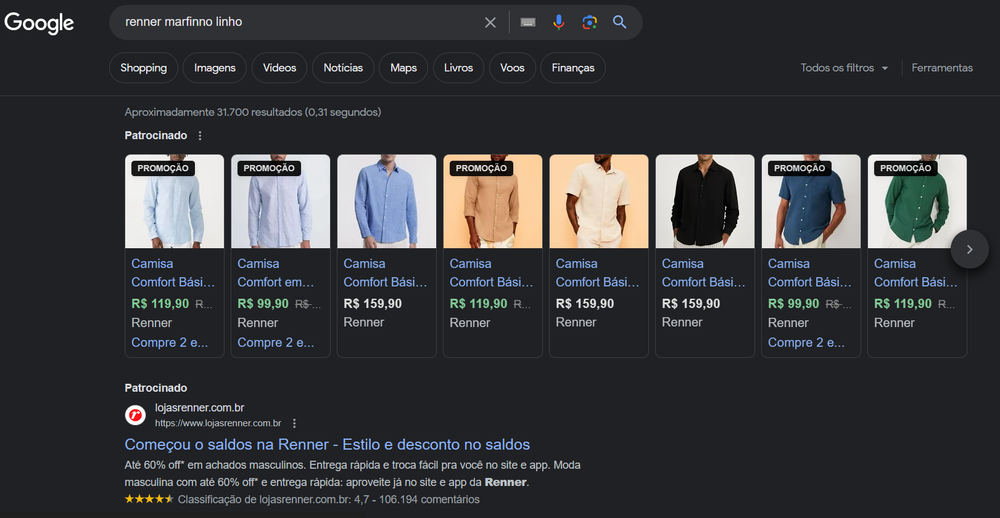 Google
renner marfinno linho
Shopping
Imagens
Vídeos
Notícias
Maps
Livros
Voos
Finanças
Todos os filtros
Ferramentas
Aproximadamente 31.700 resultados (0,31 segundos)
Patrocinado
PROMOÇÃO
Camisa
Comfort Bási...
R$ 119,90 R...
Renner
Compre 2 e...
PROMOÇÃO
Camisa
Comfort em...
R$ 99,90 R$ ...
Renner
Compre 2 e...
Camisa
Comfort Bási...
R$ 159,90
Renner
PROMOÇÃO
Camisa
Comfort Bási...
R$ 119,90 R...
Renner
Camisa
Comfort Bási...
R$ 159,90
Renner
Camisa
Comfort Bási...
R$ 159,90
Renner
PROMOÇÃO
Camisa
Comfort Bási...
R$ 99,90 R$ ...
Renner
Compre 2 e...
PROMOÇÃO
Camisa
Comfort Bási...
R$ 119,90 R...
Renner
Patrocinado
r
lojasrenner.com.br
https://www.lojasrenner.com.br
Começou o saldos na Renner - Estilo e desconto no saldos
Até 60% off* em achados masculinos. Entrega rápida e troca fácil pra você no site e app. Moda
masculina com até 60% off* e entrega rápida: aproveite já no site e app da Renner.
Classificação de lojasrenner.com.br: 4,7 - 106.194 comentários